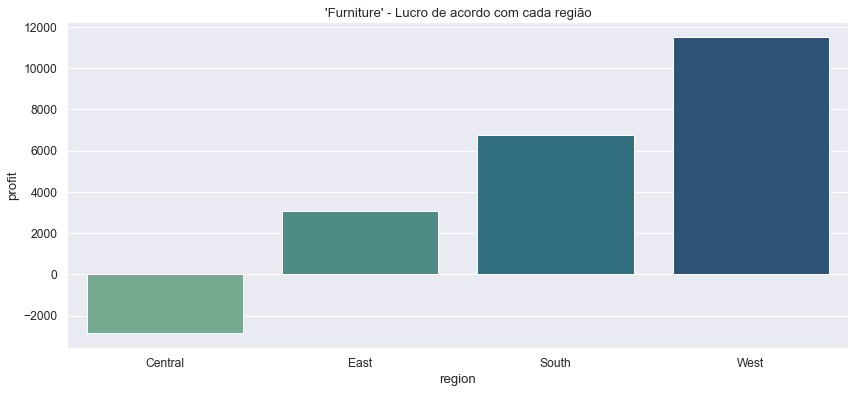 'Furniture' - Lucro de acordo com cada região
12000
10000
8000
6000
4000
2000
0
−2000
profit
Central East South West
region